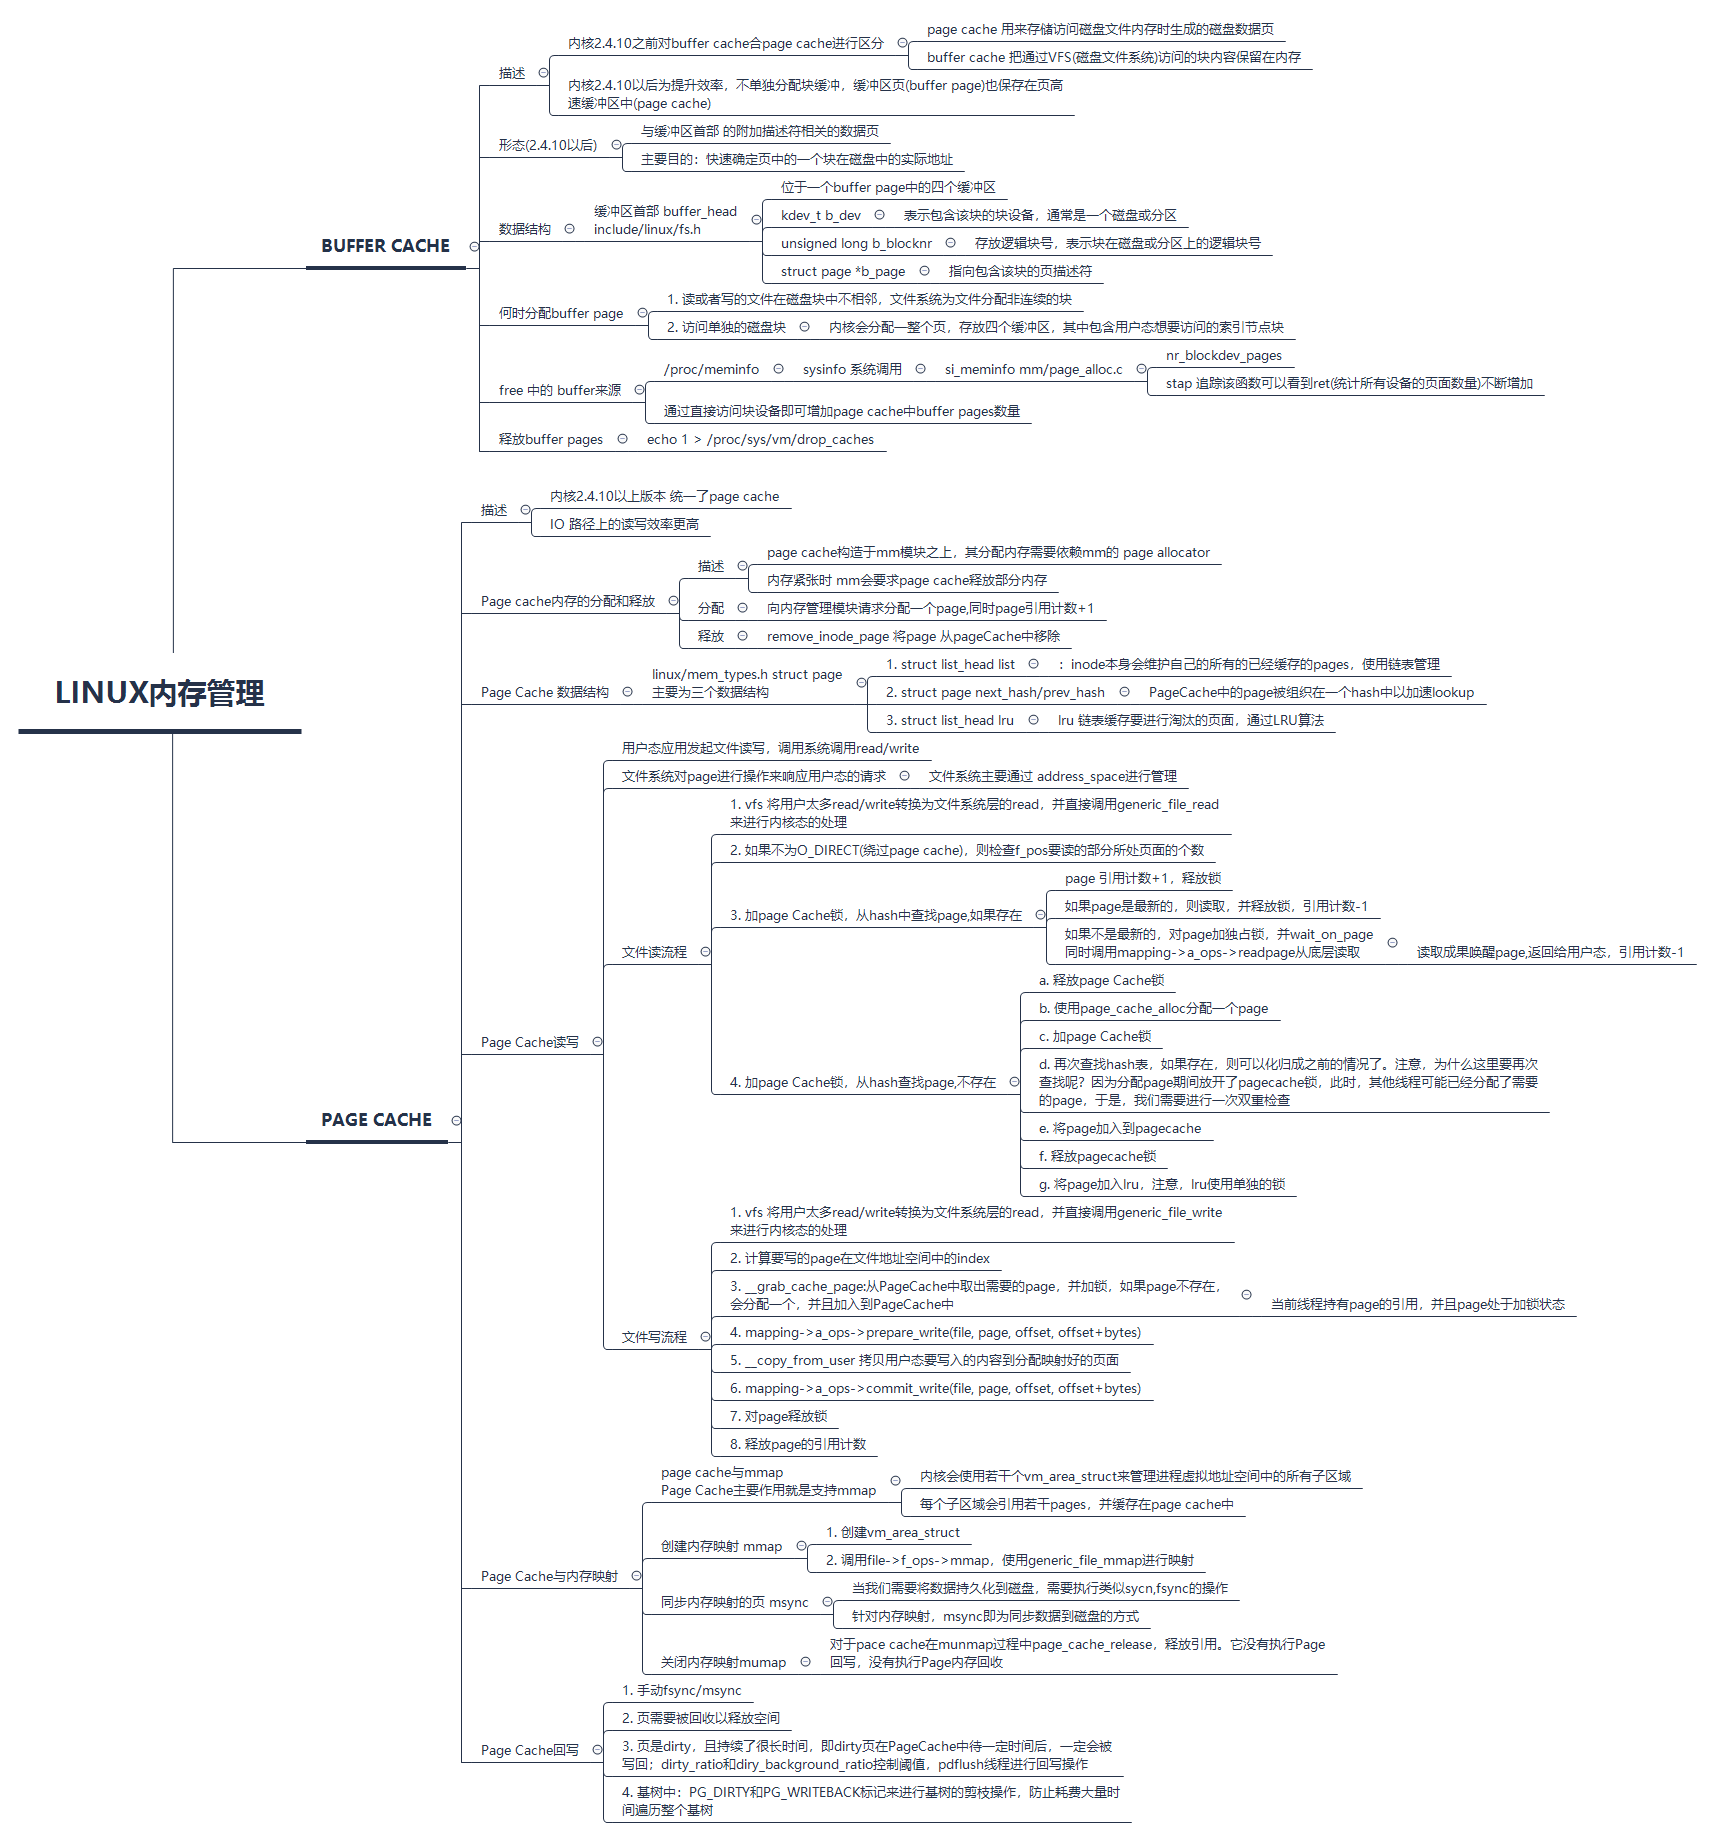 LINUX内存管理
BUFFER CACHE
描述
内核2.4.10之前对buffer cache合page cache进行区分
page cache 用来存储访问磁盘文件内存时生成的磁盘数据页
buffer cache 把通过VFS(磁盘文件系统)访问的块内容保留在内存
内核2.4.10以后为提升效率，不单独分配块缓冲，缓冲区页(buffer page)也保存在页高
速缓冲区中(page cache)
形态(2.4.10以后)
与缓冲区首部 的附加描述符相关的数据页
主要目的：快速确定页中的一个块在磁盘中的实际地址
数据结构
缓冲区首部 buffer_head
include/linux/fs.h
位于一个buffer page中的四个缓冲区
kdev_t b_dev
表示包含该块的块设备，通常是一个磁盘或分区
unsigned long b_blocknr
存放逻辑块号，表示块在磁盘或分区上的逻辑块号
struct page *b_page
指向包含该块的页描述符
何时分配buffer page
1. 读或者写的文件在磁盘块中不相邻，文件系统为文件分配非连续的块
2. 访问单独的磁盘块
内核会分配一整个页，存放四个缓冲区，其中包含用户态想要访问的索引节点块
free 中的 buffer来源
/proc/meminfo
sysinfo 系统调用
si_meminfo mm/page_alloc.c
nr_blockdev_pages
stap 追踪该函数可以看到ret(统计所有设备的页面数量)不断增加
通过直接访问块设备即可增加page cache中buffer pages数量
释放buffer pages
echo 1 > /proc/sys/vm/drop_caches
PAGE CACHE
描述
内核2.4.10以上版本 统一了page cache
IO 路径上的读写效率更高
Page cache内存的分配和释放
描述
page cache构造于mm模块之上，其分配内存需要依赖mm的 page allocator
内存紧张时 mm会要求page cache释放部分内存
分配
向内存管理模块请求分配一个page,同时page引用计数+1
释放
remove_inode_page 将page 从pageCache中移除
Page Cache 数据结构
linux/mem_types.h struct page
主要为三个数据结构
1. struct list_head list
：inode本身会维护自己的所有的已经缓存的pages，使用链表管理
2. struct page next_hash/prev_hash
PageCache中的page被组织在一个hash中以加速lookup
3. struct list_head lru
lru 链表缓存要进行淘汰的页面，通过LRU算法
Page Cache读写
用户态应用发起文件读写，调用系统调用read/write
文件系统对page进行操作来响应用户态的请求
文件系统主要通过 address_space进行管理
文件读流程
1. vfs 将用户太多read/write转换为文件系统层的read，并直接调用generic_file_read
来进行内核态的处理
2. 如果不为O_DIRECT(绕过page cache)，则检查f_pos要读的部分所处页面的个数
3. 加page Cache锁，从hash中查找page,如果存在
page 引用计数+1，释放锁
如果page是最新的，则读取，并释放锁，引用计数-1
如果不是最新的，对page加独占锁，并wait_on_page
同时调用mapping->a_ops->readpage从底层读取
读取成果唤醒page,返回给用户态，引用计数-1
4. 加page Cache锁，从hash查找page,不存在
a. 释放page Cache锁
b. 使用page_cache_alloc分配一个page
c. 加page Cache锁
d. 再次查找hash表，如果存在，则可以化归成之前的情况了。注意，为什么这里要再次
查找呢？因为分配page期间放开了pagecache锁，此时，其他线程可能已经分配了需要
的page，于是，我们需要进行一次双重检查
e. 将page加入到pagecache
f. 释放pagecache锁
g. 将page加入lru，注意，lru使用单独的锁
文件写流程
1. vfs 将用户太多read/write转换为文件系统层的read，并直接调用generic_file_write
来进行内核态的处理
2. 计算要写的page在文件地址空间中的index
3. __grab_cache_page:从PageCache中取出需要的page，并加锁，如果page不存在，
会分配一个，并且加入到PageCache中
当前线程持有page的引用，并且page处于加锁状态
4. mapping->a_ops->prepare_write(file, page, offset, offset+bytes)
5. __copy_from_user 拷贝用户态要写入的内容到分配映射好的页面
6. mapping->a_ops->commit_write(file, page, offset, offset+bytes)
7. 对page释放锁
8. 释放page的引用计数
Page Cache与内存映射
page cache与mmap
Page Cache主要作用就是支持mmap
内核会使用若干个vm_area_struct来管理进程虚拟地址空间中的所有子区域
每个子区域会引用若干pages，并缓存在page cache中
创建内存映射 mmap
1. 创建vm_area_struct
2. 调用file->f_ops->mmap，使用generic_file_mmap进行映射
同步内存映射的页 msync
当我们需要将数据持久化到磁盘，需要执行类似sycn,fsync的操作
针对内存映射，msync即为同步数据到磁盘的方式
关闭内存映射mumap
对于pace cache在munmap过程中page_cache_release，释放引用。它没有执行Page
回写，没有执行Page内存回收
Page Cache回写
1. 手动fsync/msync
2. 页需要被回收以释放空间
3. 页是dirty，且持续了很长时间，即dirty页在PageCache中待一定时间后，一定会被
写回；dirty_ratio和diry_background_ratio控制阈值，pdflush线程进行回写操作
4. 基树中：PG_DIRTY和PG_WRITEBACK标记来进行基树的剪枝操作，防止耗费大量时
间遍历整个基树